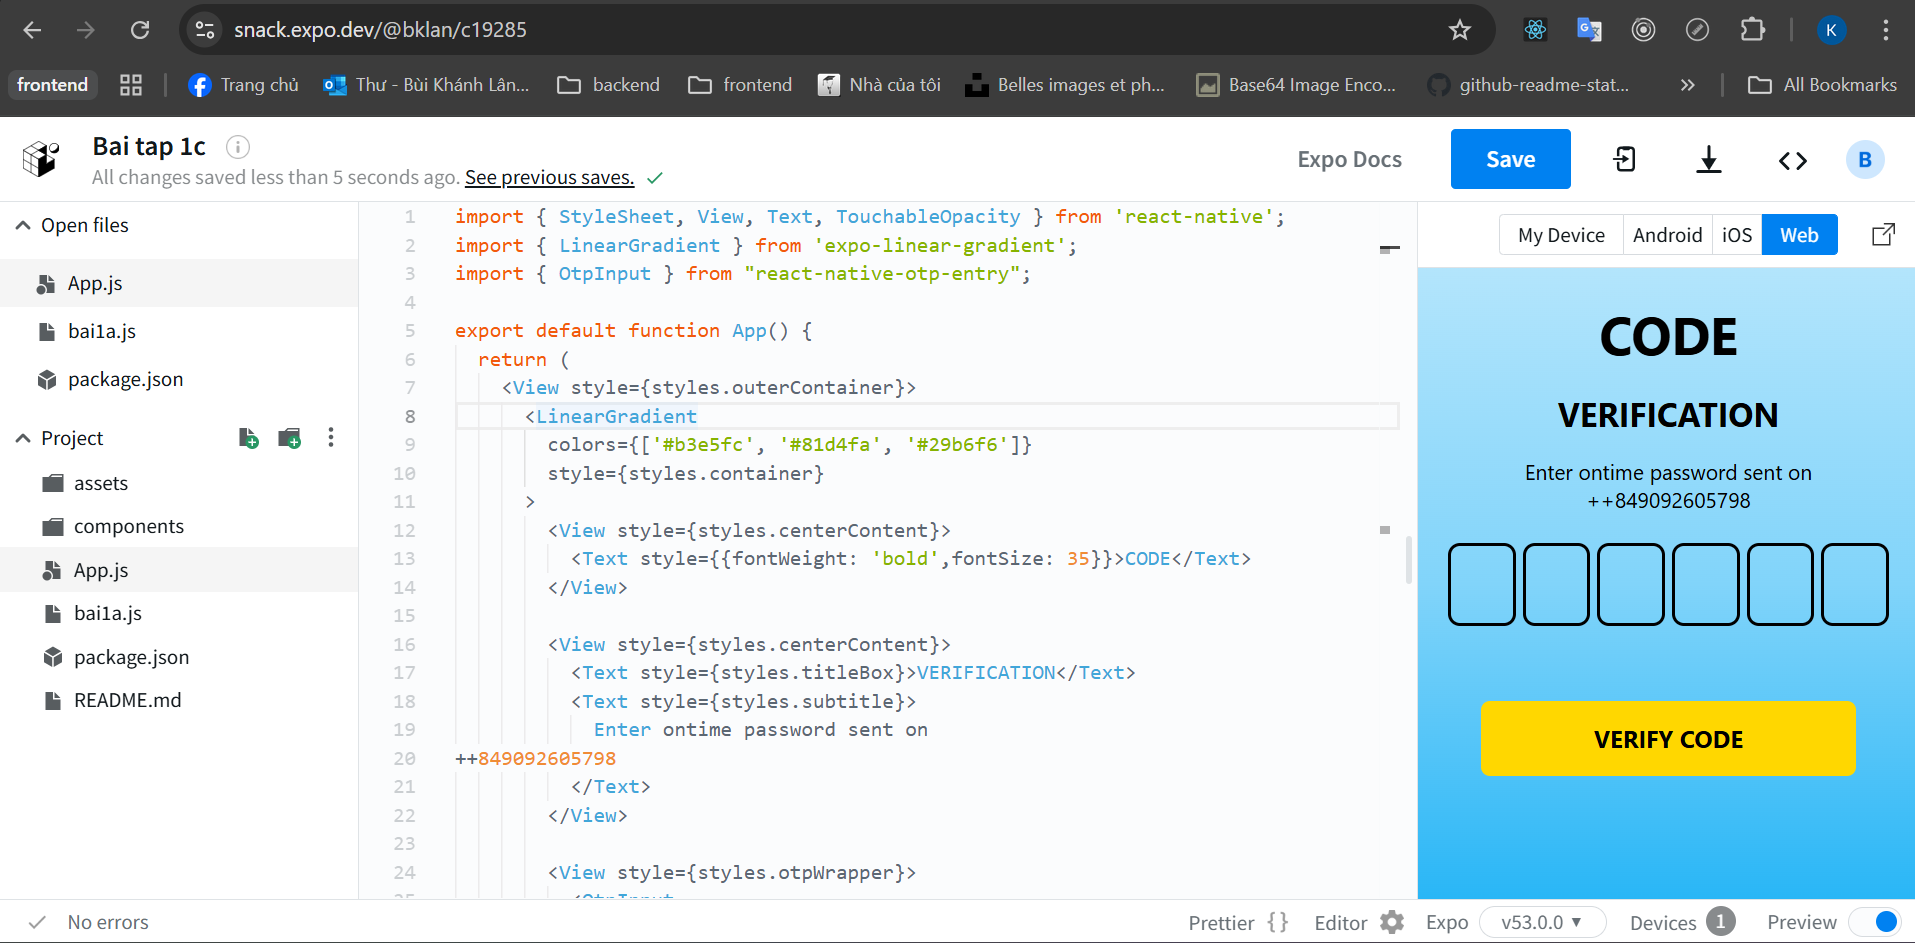 snack.expo.dev/@bklan/c19285
K
frontend
Trang chủ
Thư - Bùi Khánh Lân...
backend
frontend
Nhà của tôi
Belles images et ph...
Base64 Image Enco...
github-readme-stat...
»
All Bookmarks
Bai tap 1c
All changes saved less than 5 seconds ago. See previous saves.
Expo Docs
Save
B
Open files
App.js
bai1a.js
package.json
Project
assets
components
App.js
bai1a.js
package.json
README.md
1 import { StyleSheet, View, Text, TouchableOpacity } from 'react-native';
2 import { LinearGradient } from 'expo-linear-gradient';
3 import { OtpInput } from "react-native-otp-entry";
4
5 export default function App() {
6 return (
7 <View style={styles.outerContainer}>
8 <LinearGradient
9 colors={['#b3e5fc', '#81d4fa', '#29b6f6']}
10 style={styles.container}
11 >
12 <View style={styles.centerContent}>
13 <Text style={{fontWeight: 'bold',fontSize: 35}}>CODE</Text>
14 </View>
15
16 <View style={styles.centerContent}>
17 <Text style={styles.titleBox}>VERIFICATION</Text>
18 <Text style={styles.subtitle}>
19 Enter ontime password sent on
20 ++849092605798
21 </Text>
22 </View>
23
24 <View style={styles.otpWrapper}>
25 <OtpInput
My Device
Android
iOS
Web
CODE
VERIFICATION
Enter ontime password sent on
++849092605798
VERIFY CODE
No errors
Prettier { }
Editor
Expo
v53.0.0
Devices 1
Preview